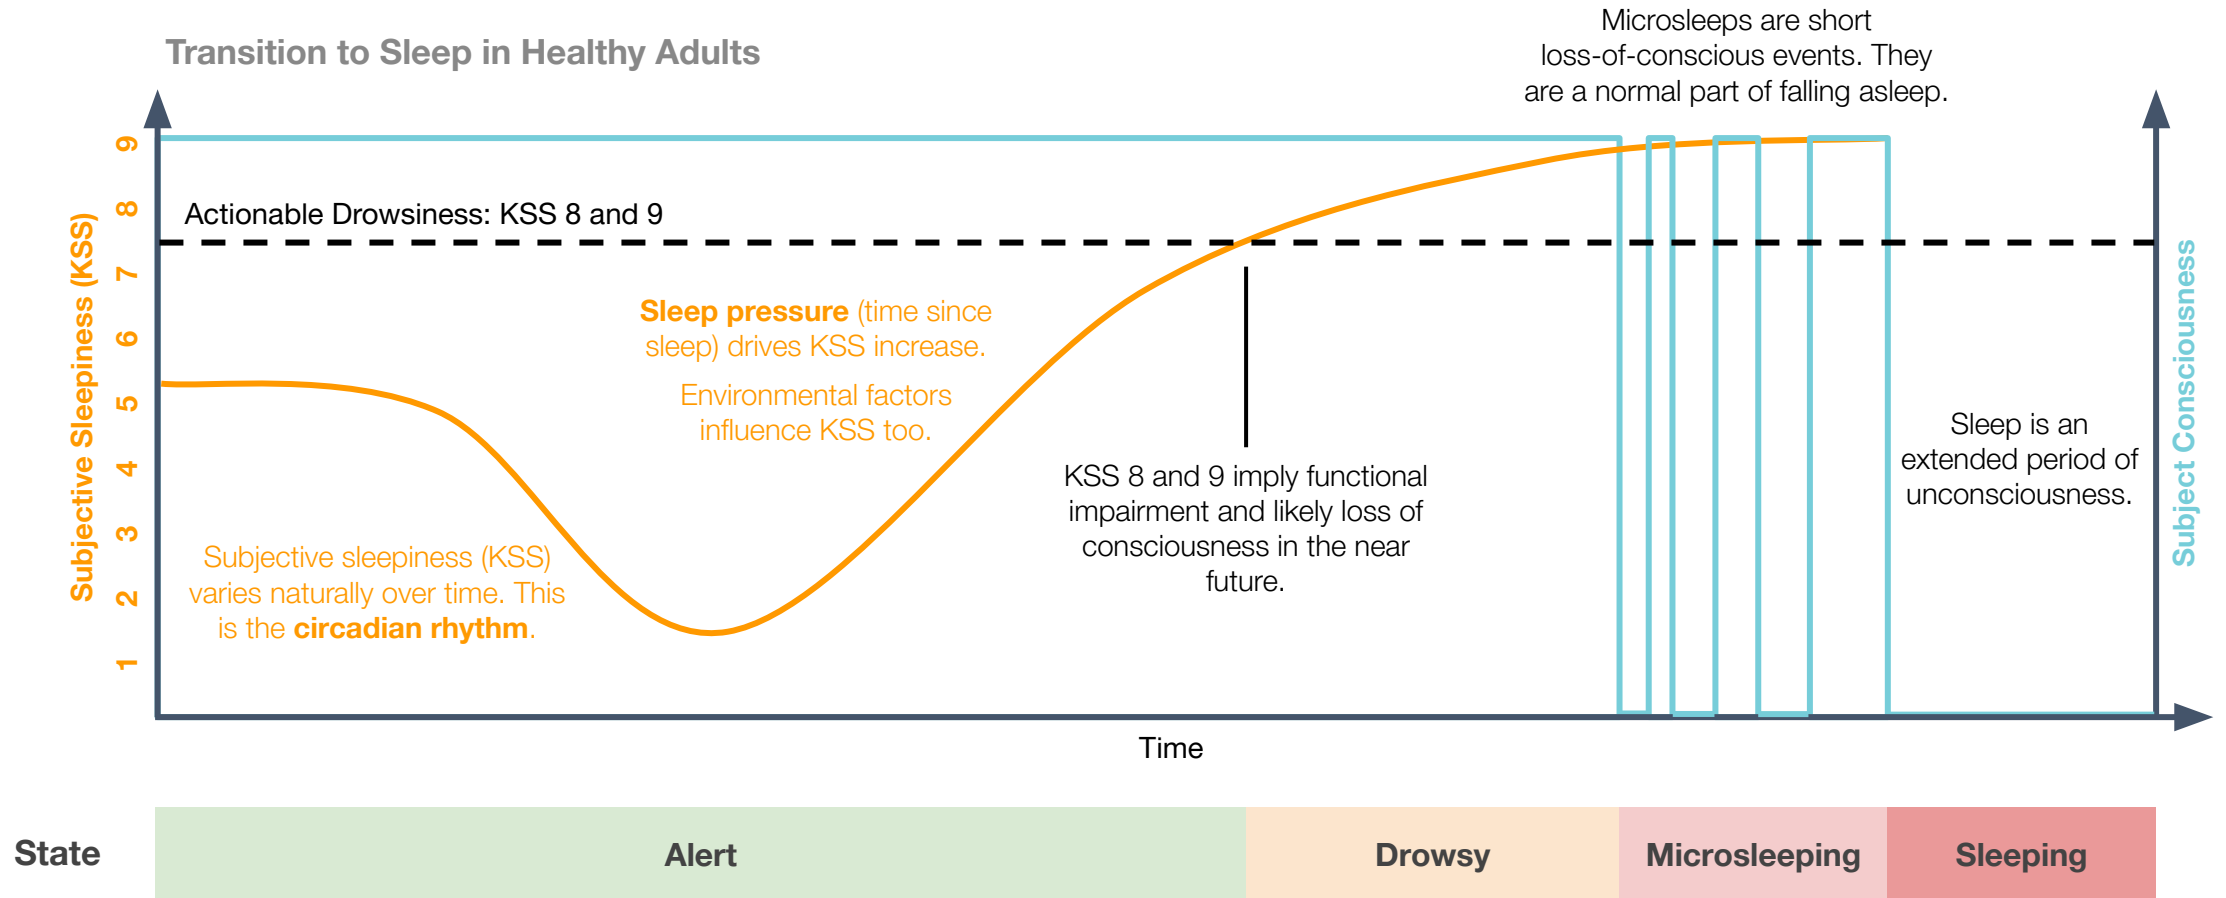 Microsleeps are short
loss-of-conscious events. They
are a normal part of falling asleep.
Transition to Sleep in Healthy Adults
Subjective Sleepiness (KSS)
9
8
7
6
5
4
3
2
1
Actionable Drowsiness: KSS 8 and 9
Sleep pressure (time since
sleep) drives KSS increase.
Environmental factors
influence KSS too.
Subjective sleepiness (KSS)
varies naturally over time. This
is the circadian rhythm.
KSS 8 and 9 imply functional
impairment and likely loss of
consciousness in the near
future.
Sleep is an
extended period of
unconsciousness.
Subject Consciousness
Time
State
Alert
Drowsy
Microsleeping
Sleeping